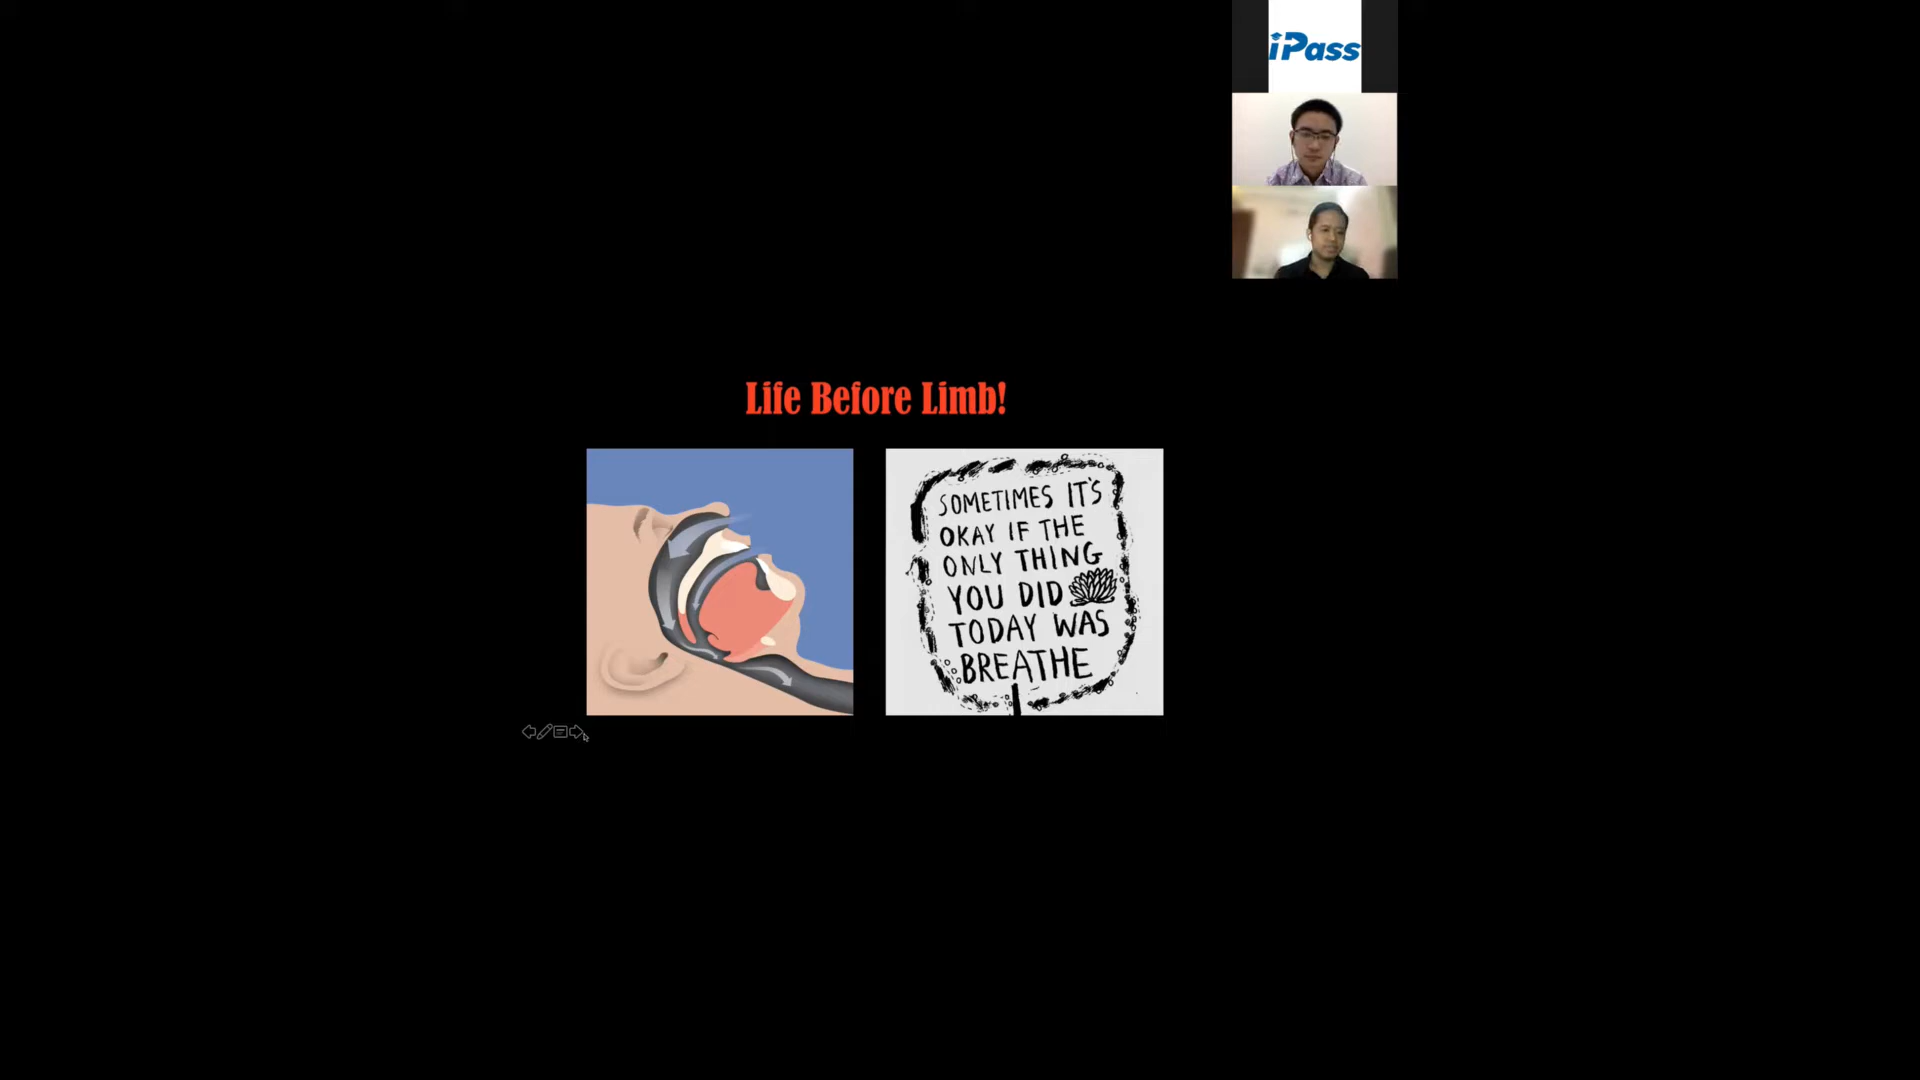 iPass
Life Before Limb!
SOMETIMES IT'S
OKAY IF THE
ONLY THING
YOU DID
TODAY WAS
BREATHE